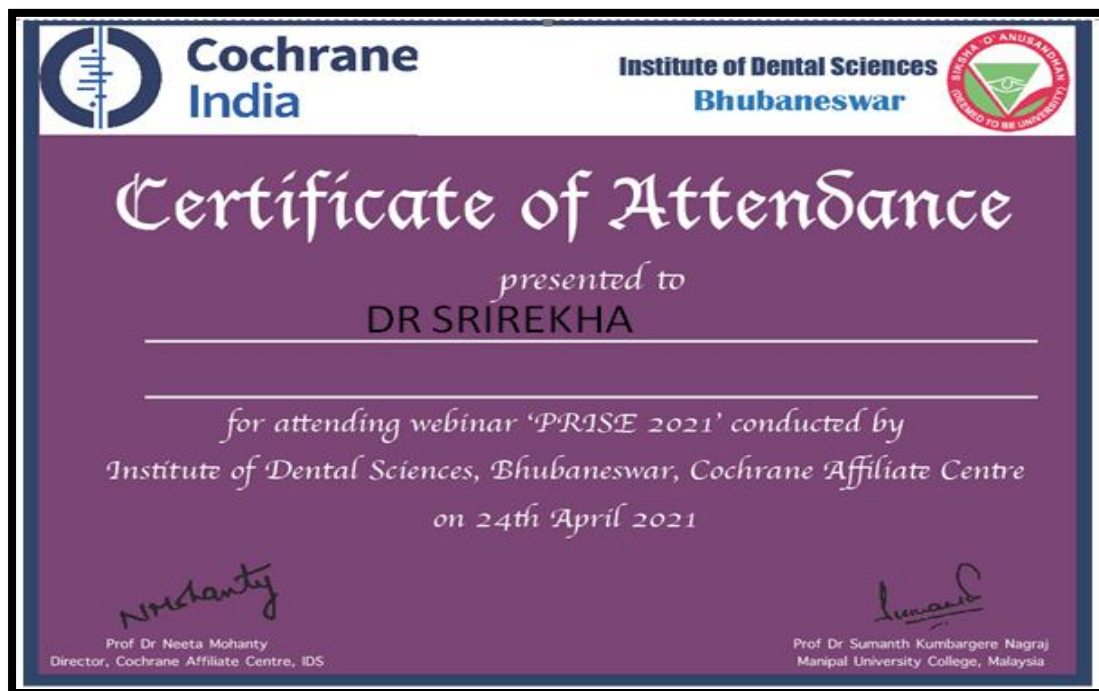 Cochrane
India
Institute of Dental Sciences
Bhubaneswar
SIKSHA 'O' ANUSANDHAN
(DEEMED TO BE UNIVERSITY)
Certificate of Attendance
presented to
DR SRIREKHA
for attending webinar ‘PRISE 2021’ conducted by
Institute of Dental Sciences, Bhubaneswar, Cochrane Affiliate Centre
on 24th April 2021
NMohanty
Sumanth
Prof Dr Neeta Mohanty
Director, Cochrane Affiliate Centre, IDS
Prof Dr Sumanth Kumbargere Nagraj
Manipal University College, Malaysia